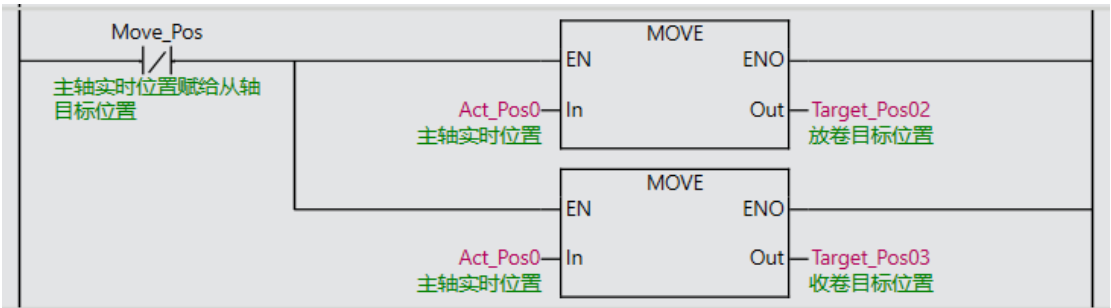 Move_Pos
主轴实时位置赋给从轴
目标位置
MOVE
EN ENO
Act_Pos0 In Out Target_Pos02
主轴实时位置 放卷目标位置
MOVE
EN ENO
Act_Pos0 In Out Target_Pos03
主轴实时位置 收卷目标位置